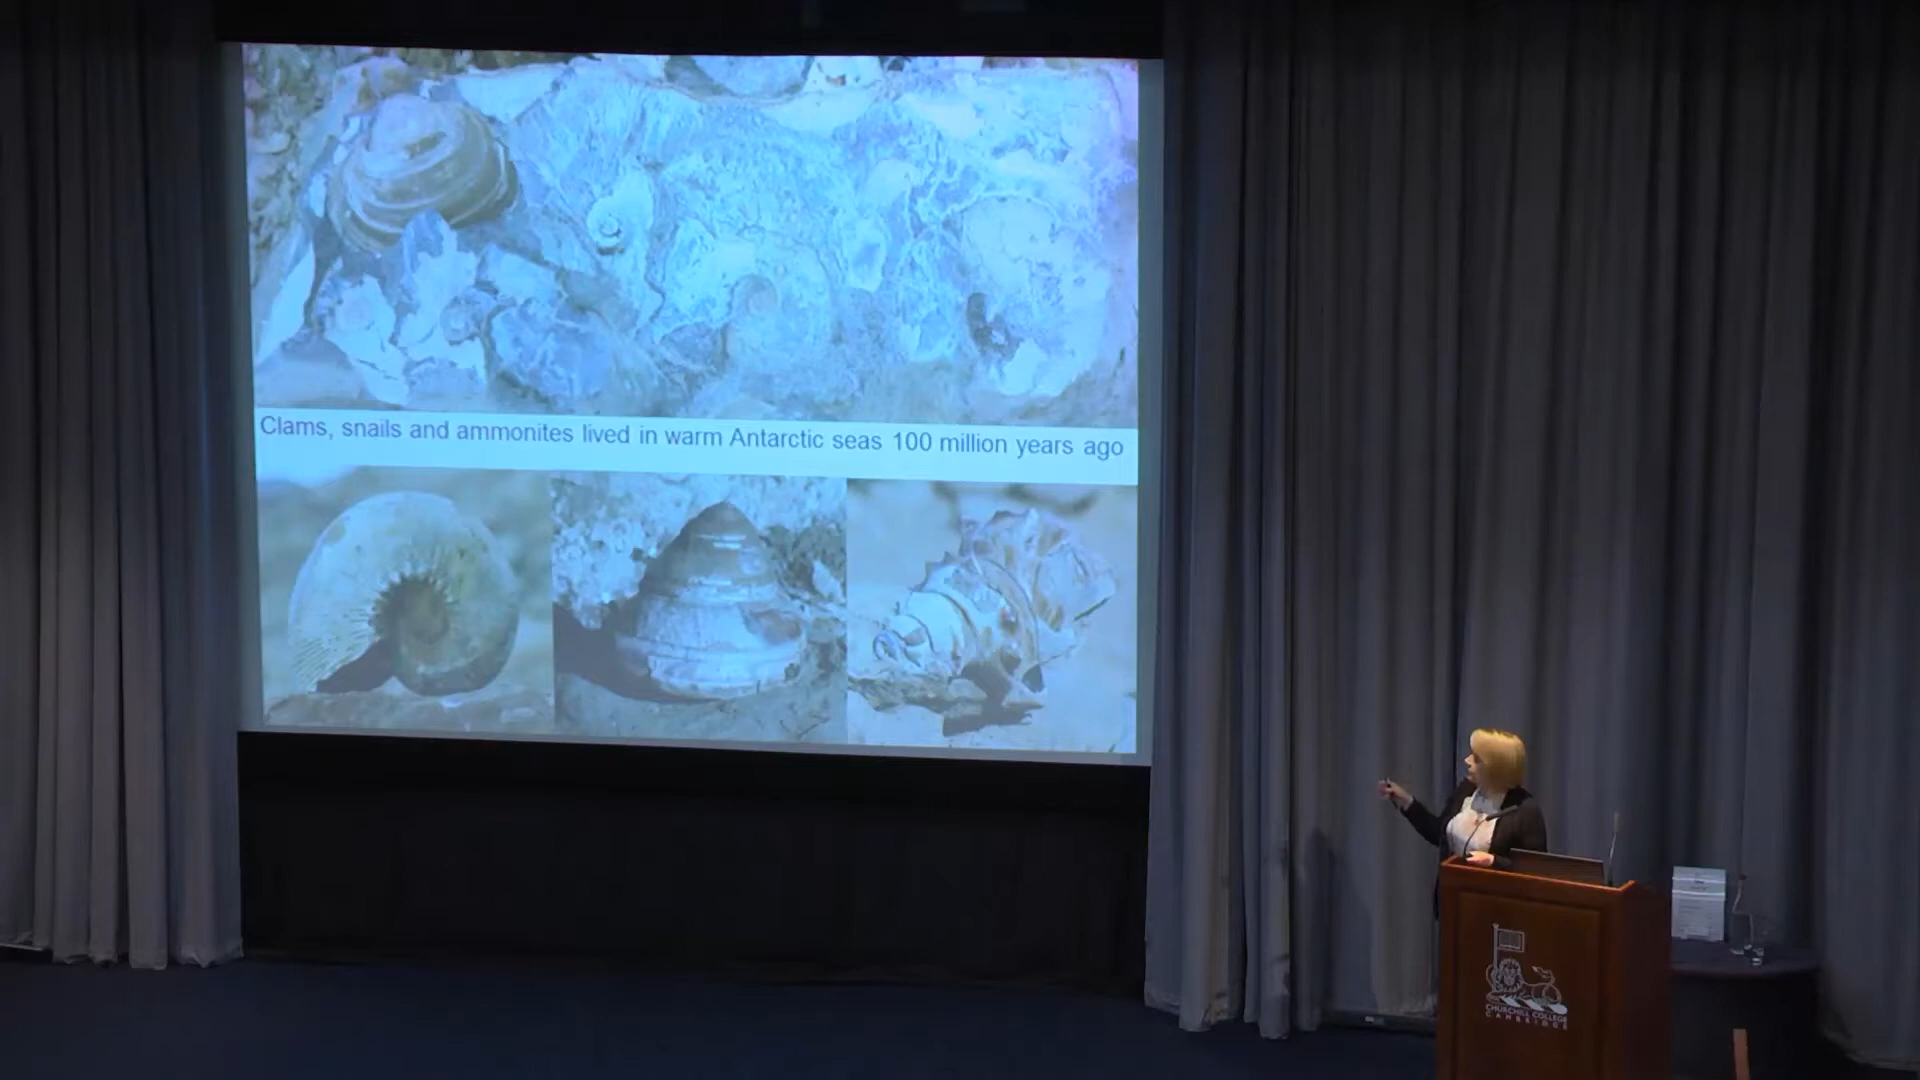 Clams, snails and ammonites lived in warm Antarctic seas 100 million years ago
CHURCHILL COLLEGE
CAMBRIDGE